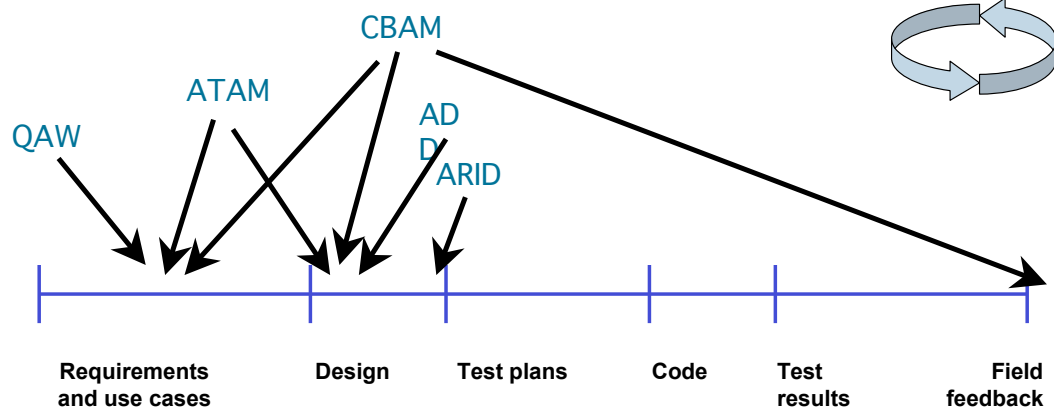 CBAM
ATAM
AD
D
QAW
ARID
Requirements
and use cases
Design
Test plans
Code
Test
results
Field
feedback